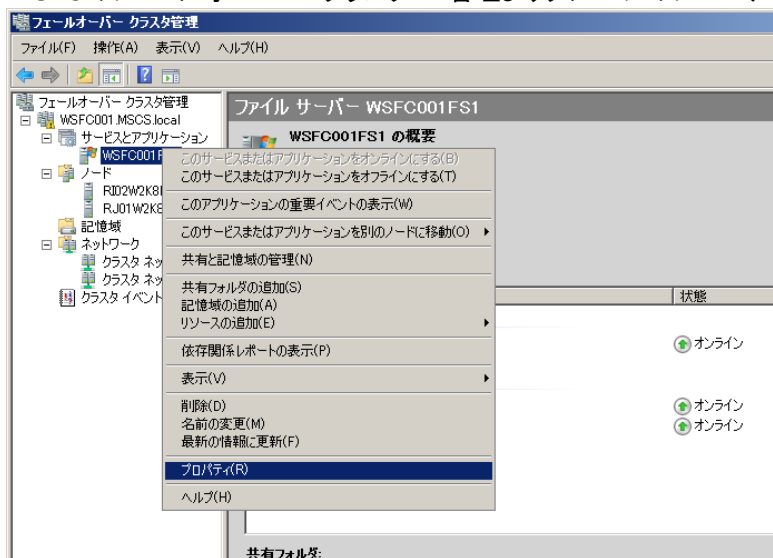 フェールオーバー クラスタ管理
ファイル(F) 操作(A) 表示(V) ヘルプ(H)
フェールオーバー クラスタ管理
WSFC001.MSCS.local
サービスとアプリケーション
WSFC001F
ノード
RJ01W2K8
記憶域
ネットワーク
クラスタ ネッ
クラスタ ネッ
クラスタ イベント
ファイル サーバー WSFC001FS1
WSFC001FS1 の概要
このサービスまたはアプリケーションをオンラインにする(B)
このサービスまたはアプリケーションをオフラインにする(T)
このアプリケーションの重要イベントの表示(W)
このサービスまたはアプリケーションを別のノードに移動(O)
共有と記憶域の管理(N)
共有フォルダの追加(S)
記憶域の追加(A)
リソースの追加(E)
依存関係レポートの表示(P)
表示(V)
削除(D)
名前の変更(M)
最新の情報に更新(F)
プロパティ(R)
ヘルプ(H)
状態
オンライン
オンライン
オンライン
共有フォルダ: